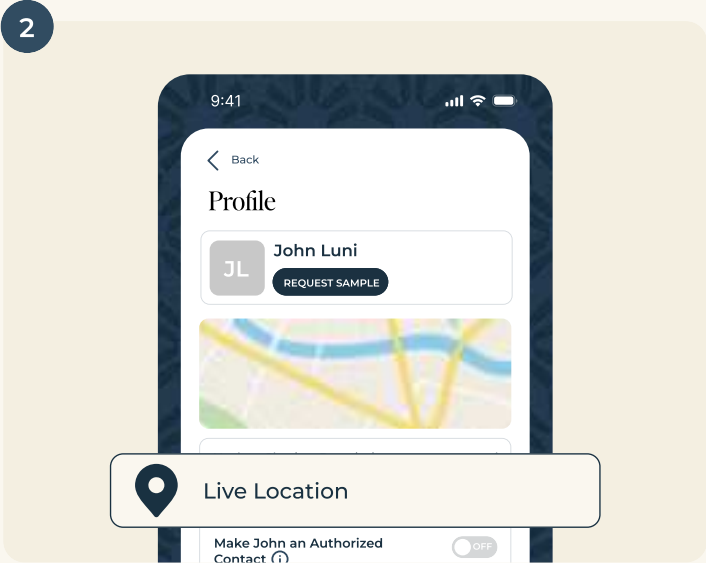 2
9:41
Back
Profile
JL
John Luni
REQUEST SAMPLE
Live Location
Make John an Authorized
Contact
OFF